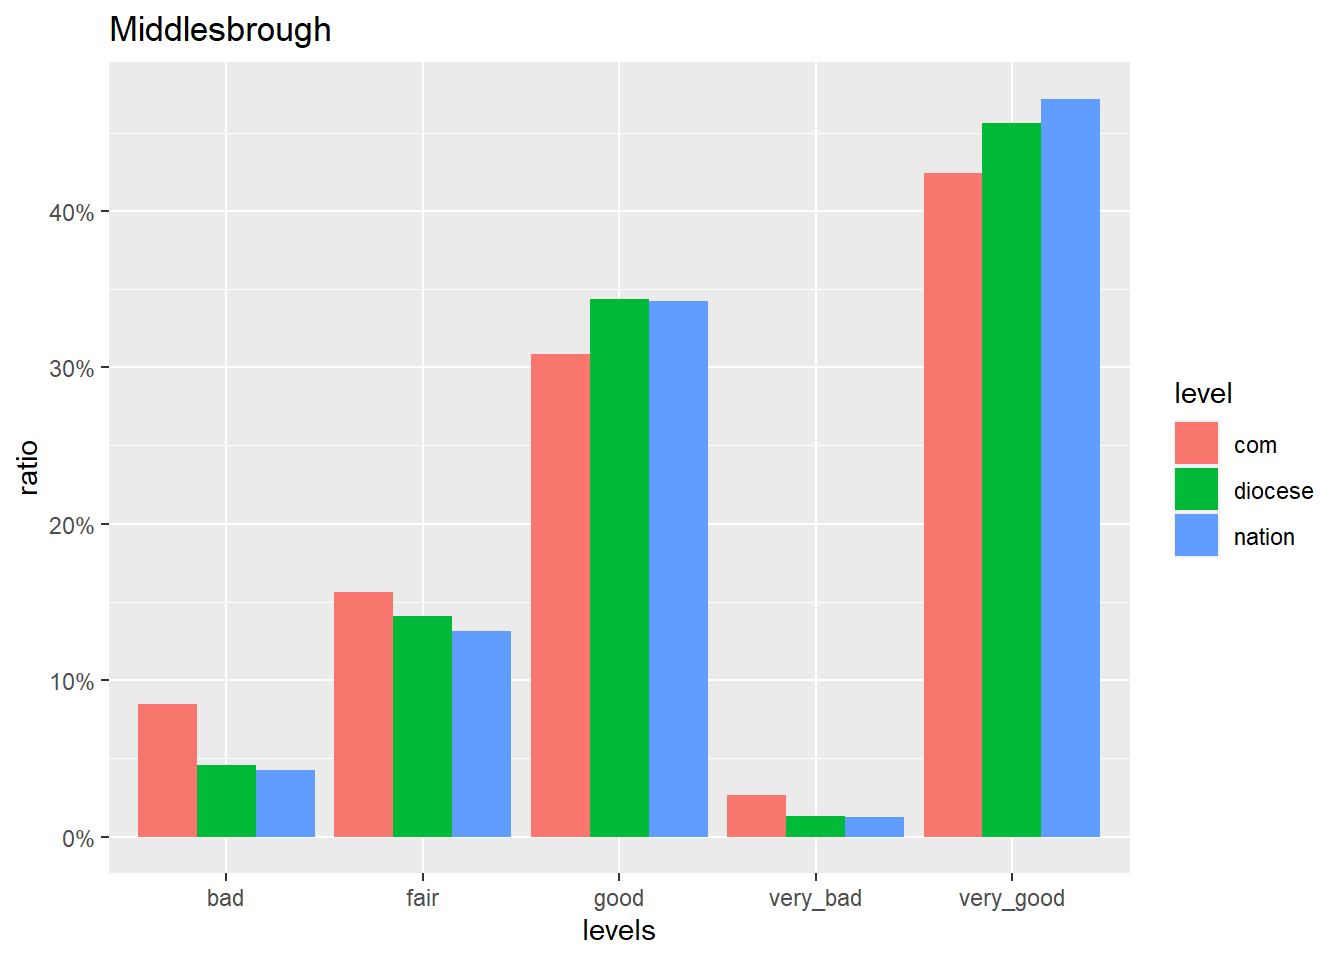 Middlesbrough
40%
30%
20%
10%
0%
ratio
bad fair good very_bad very_good
levels
level
com
diocese
nation